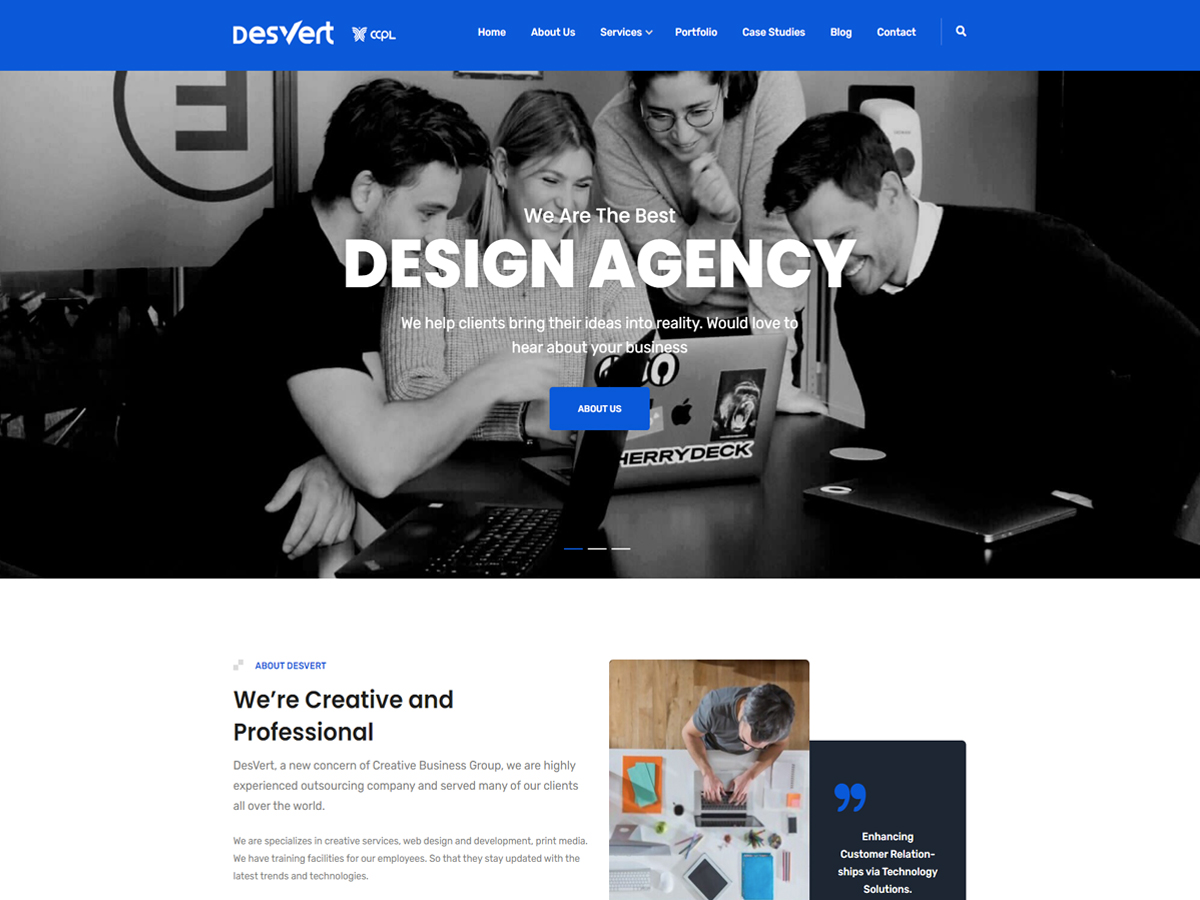 DesVert
CCPL
Home About Us Services Portfolio Case Studies Blog Contact
We Are The Best
DESIGN AGENCY
We help clients bring their ideas into reality. Would love to
hear about your business
ABOUT US
HERRYDECK
ABOUT DESVERT
We’re Creative and
Professional
DesVert, a new concern of Creative Business Group, we are highly
experienced outsourcing company and served many of our clients
all over the world.
We are specializes in creative services, web design and development, print media.
We have training facilities for our employees. So that they stay updated with the
latest trends and technologies.
Enhancing
Customer Relation-
ships via Technology
Solutions.